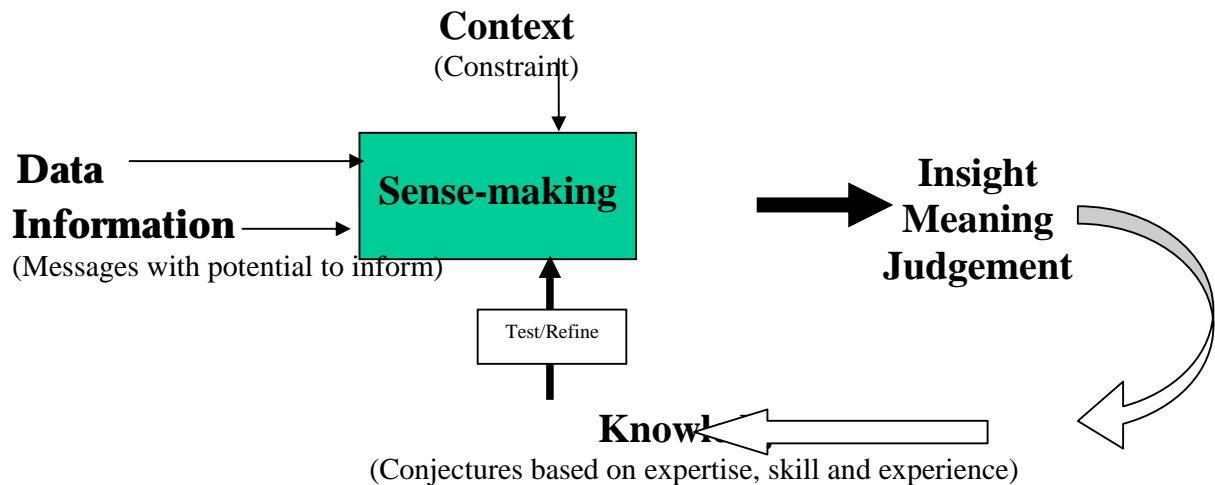 Context
(Constraint)
Data
Sense-making
Information
(Messages with potential to inform)
Insight
Meaning
Judgement
Test/Refine
(Conjectures based on expertise, skill and experience)